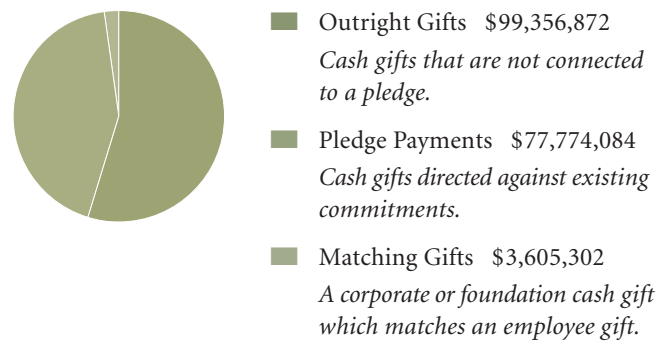 Outright Gifts $99,356,872
Cash gifts that are not connected
to a pledge.
Pledge Payments $77,774,084
Cash gifts directed against existing
commitments.
Matching Gifts $3,605,302
A corporate or foundation cash gift
which matches an employee gift.